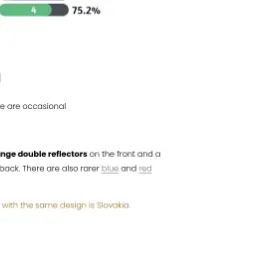 4 75.2%
e are occasional
nge double reflectors on the front and a
back. There are also rarer blue and red
with the same design is Slovakia.